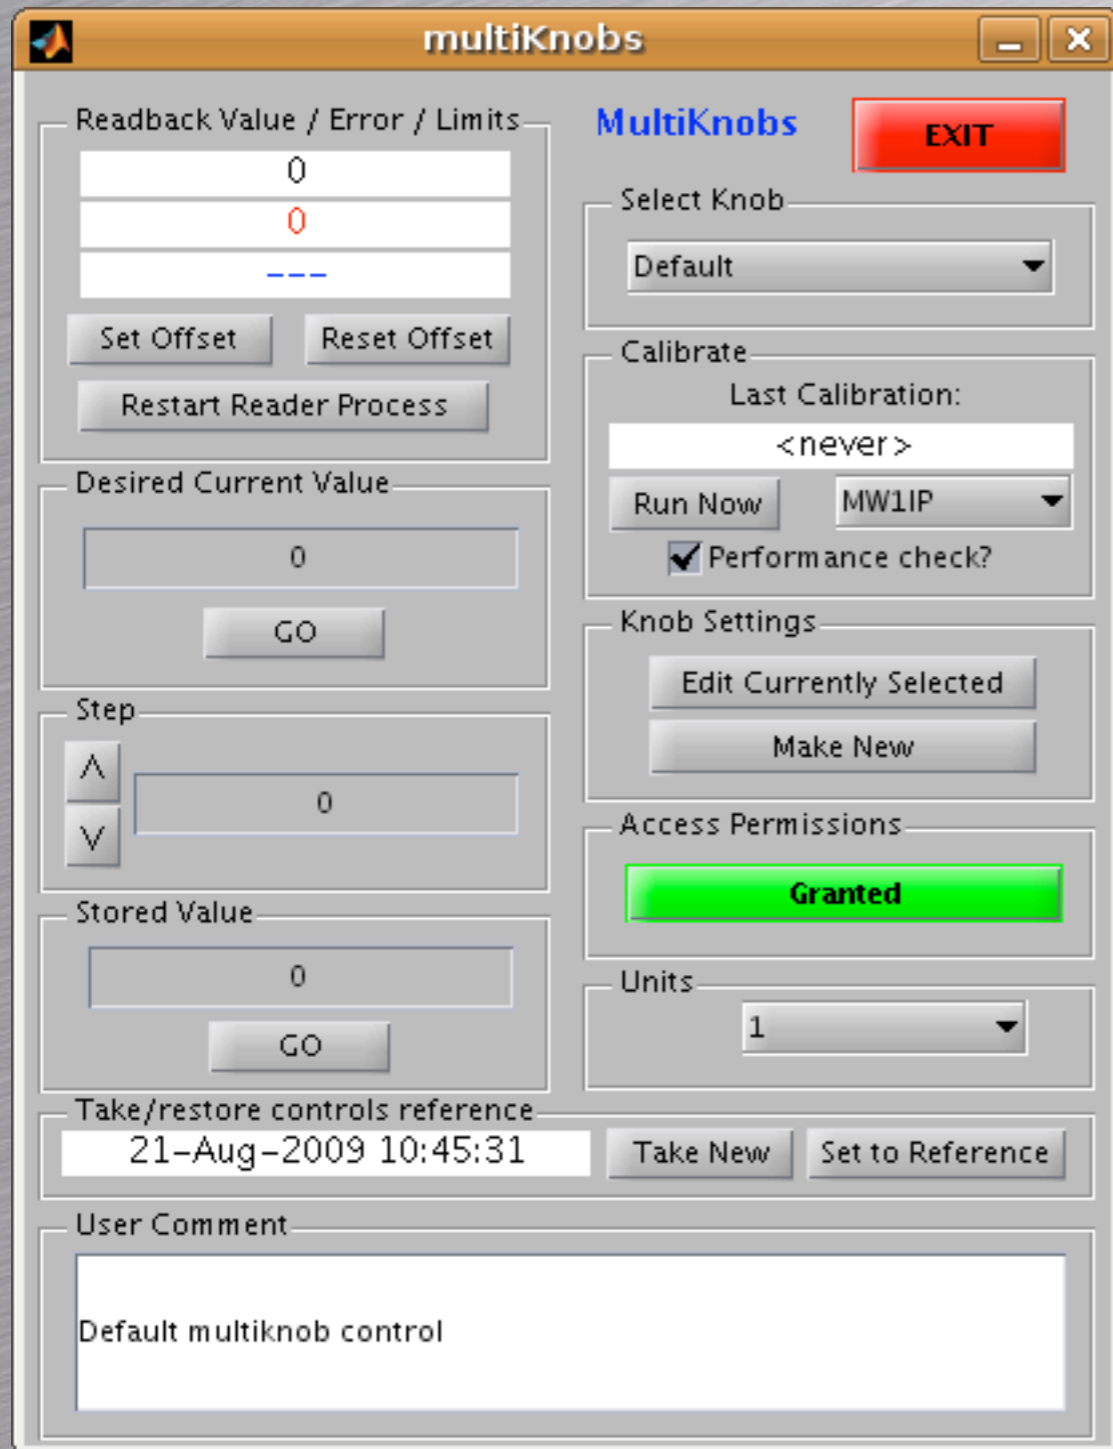 multiKnobs
Readback Value / Error / Limits
0
0
---
Set Offset
Reset Offset
Restart Reader Process
Desired Current Value
0
GO
Step
^
0
v
Stored Value
0
GO
MultiKnobs
EXIT
Select Knob
Default
Calibrate
Last Calibration:
<never>
Run Now
MW1IP
Performance check?
Knob Settings
Edit Currently Selected
Make New
Access Permissions
Granted
Units
1
Take/restore controls reference
21-Aug-2009 10:45:31
Take New
Set to Reference
User Comment
Default multiknob control